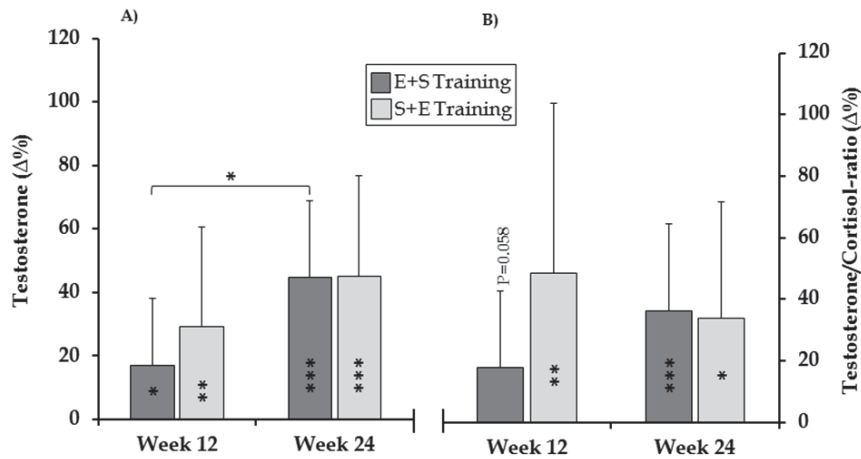 A)
B)
120
100
80
60
40
20
0
Testosterone (Δ%)
E+S Training
S+E Training
*
*
**
***
***
Week 12
Week 24
P=0.058
**
***
*
Week 12
Week 24
120
100
80
60
40
20
0
Testosterone/Cortisol-ratio (Δ%)